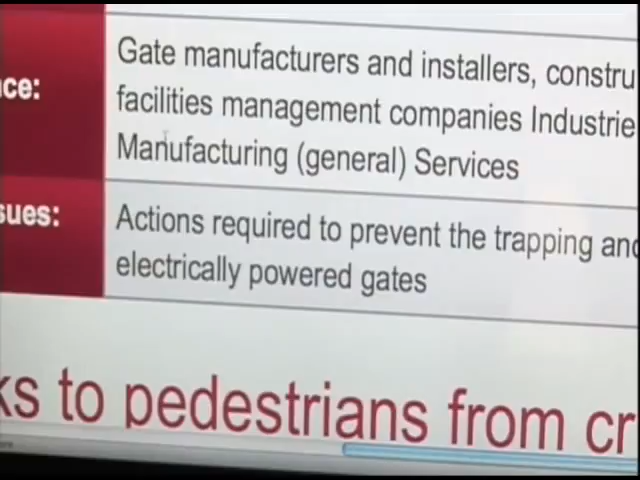 ce:
Gate manufacturers and installers, constru
facilities management companies Industrie
Manufacturing (general) Services
sues:
Actions required to prevent the trapping and
electrically powered gates
ks to pedestrians from cr